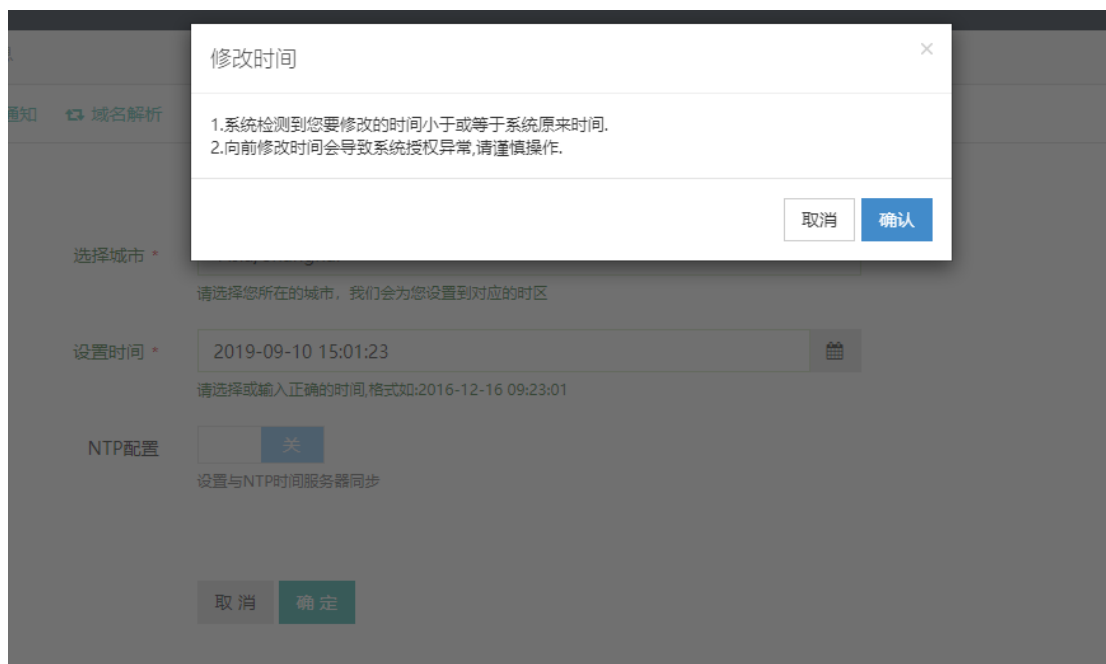 修改时间
×
1.系统检测到您要修改的时间小于或等于系统原来时间.
2.向前修改时间会导致系统授权异常,请谨慎操作.
取消 确认
通知 域名解析
选择城市 *
请选择您所在的城市，我们会为您设置到对应的时区
设置时间 * 2019-09-10 15:01:23
请选择或输入正确的时间,格式如:2016-12-16 09:23:01
NTP配置 关
设置与NTP时间服务器同步
取 消 确 定